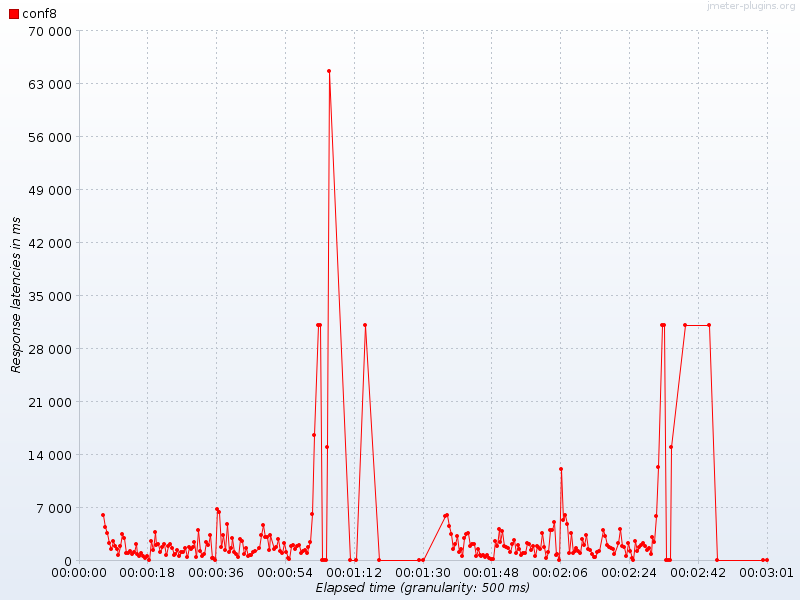 jmeter-plugins.org
conf8
70 000
63 000
56 000
49 000
42 000
35 000
28 000
21 000
14 000
7 000
0
Response latencies in ms
00:00:00 00:00:18 00:00:36 00:00:54 00:01:12 00:01:30 00:01:48 00:02:06 00:02:24 00:02:42 00:03:01
Elapsed time (granularity: 500 ms)